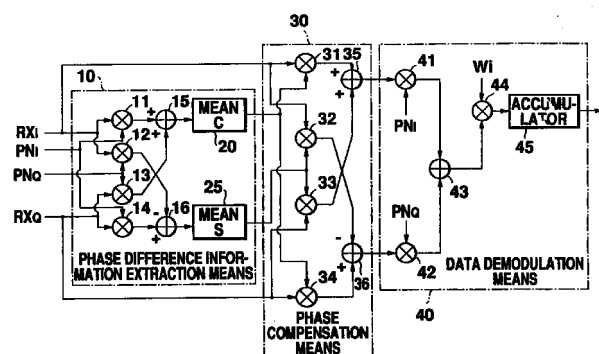 30
10
RXI
PNI
PNQ
RXQ
11
12
13
14
+
+
15
-
+
16
MEAN
C
20
25
MEAN
S
PHASE DIFFERENCE INFOR-
MATION EXTRACTION MEANS
31
32
33
34
+
+
35
-
+
36
PHASE
COMPENSATION
MEANS
41
PNI
PNQ
42
43
Wi
44
ACCUMU-
LATOR
45
DATA DEMODULATION
MEANS
40